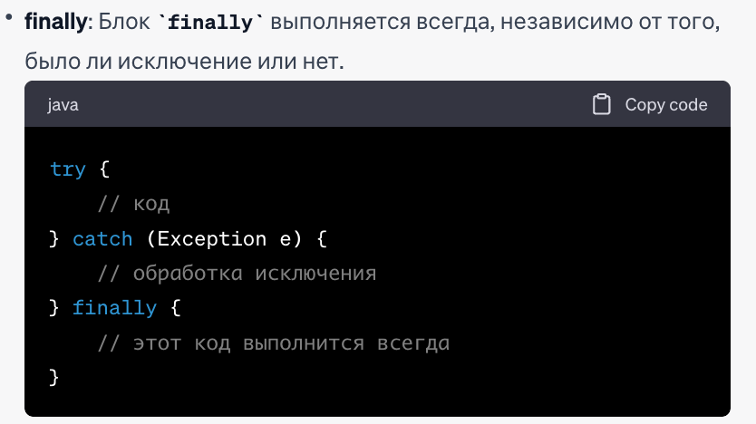 • finally: Блок `finally` выполняется всегда, независимо от того,
было ли исключение или нет.
java Copy code
try {
    // код
} catch (Exception e) {
    // обработка исключения
} finally {
    // этот код выполнится всегда
}